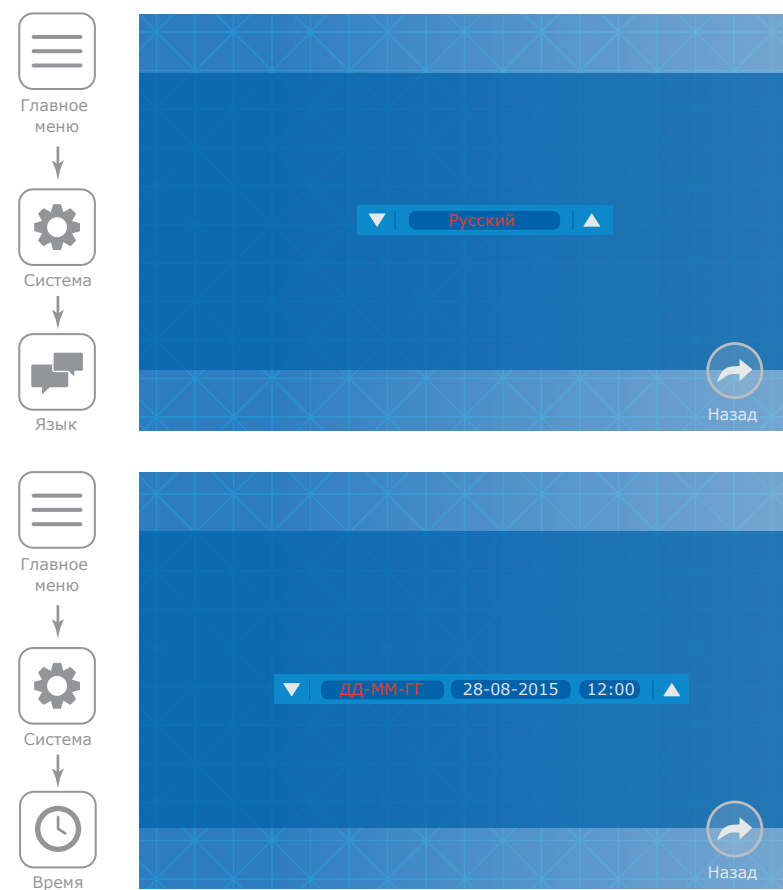 Главное
меню
Система
Язык
Русский
Назад
Главное
меню
Система
Время
ДД-ММ-ГГ 28-08-2015 12:00
Назад